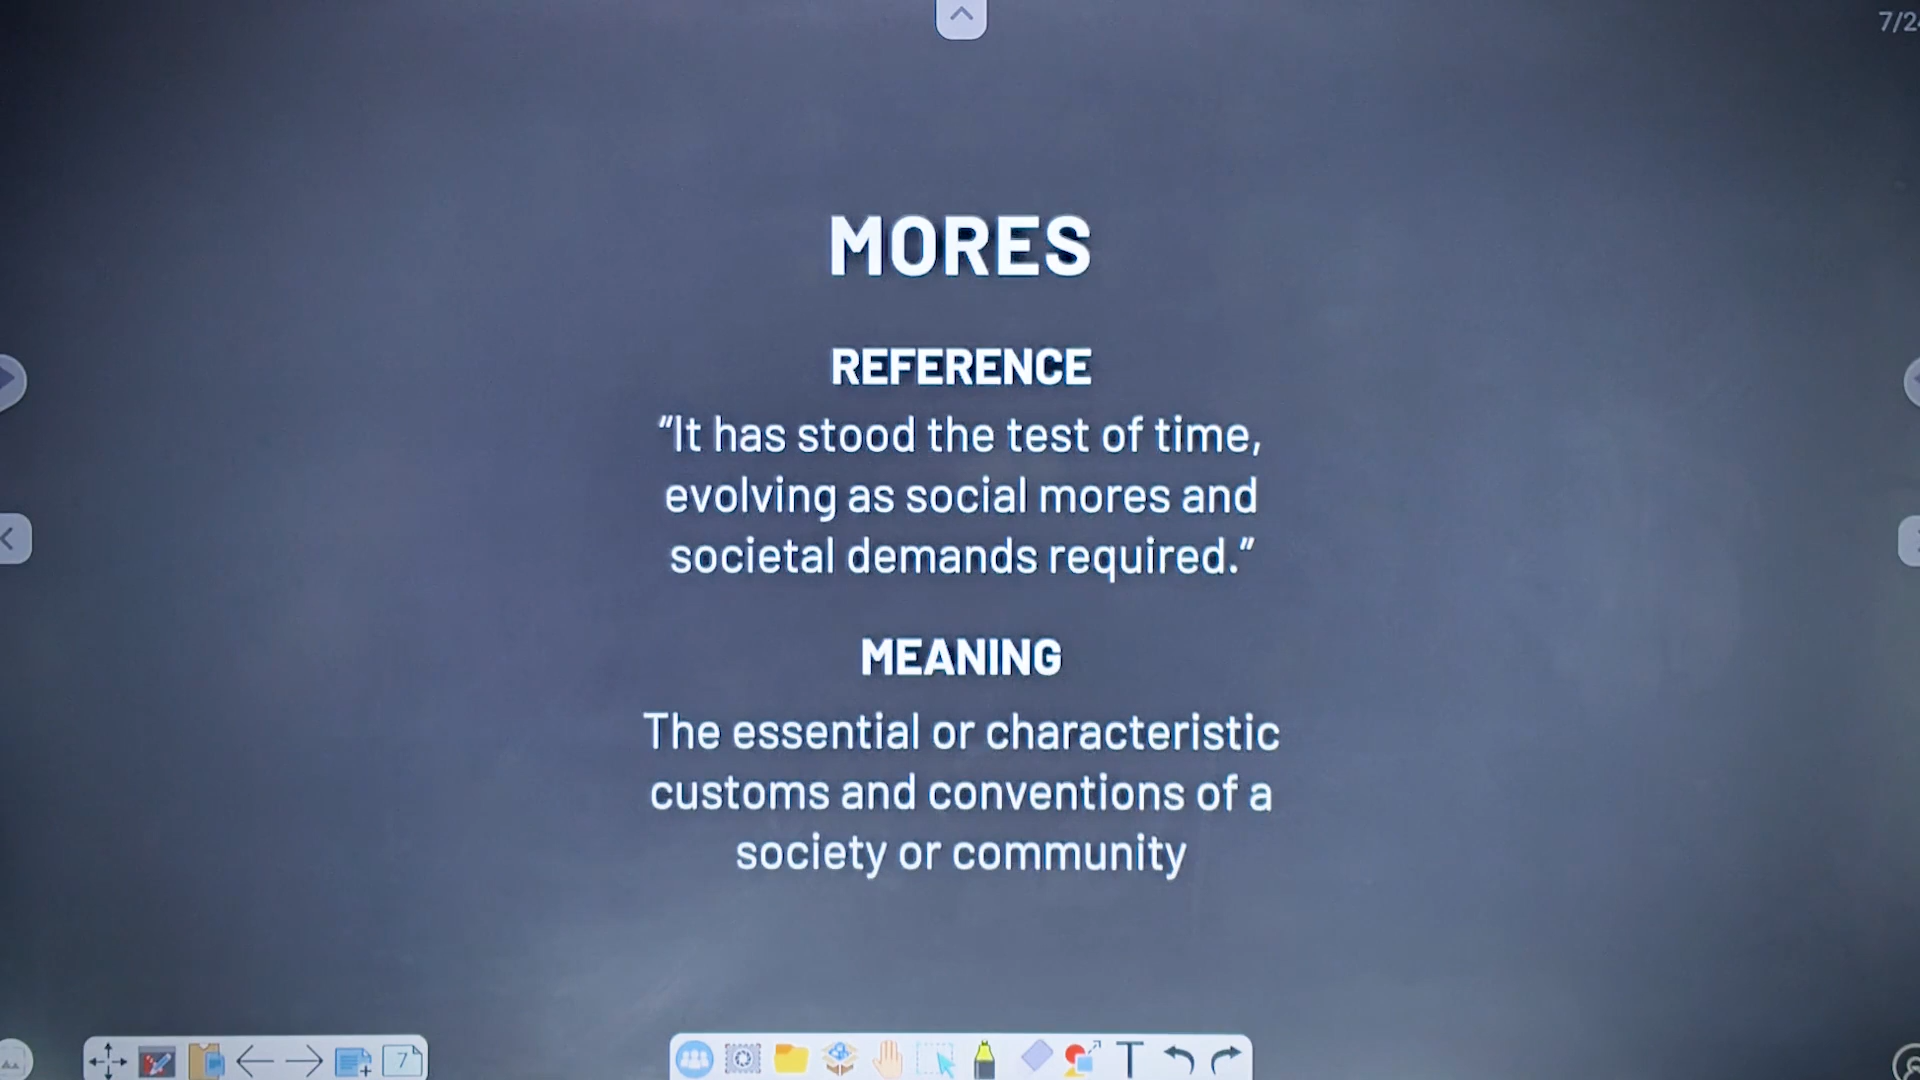 7/2
MORES
REFERENCE
“It has stood the test of time,
evolving as social mores and
societal demands required.”
MEANING
The essential or characteristic
customs and conventions of a
society or community
7
T